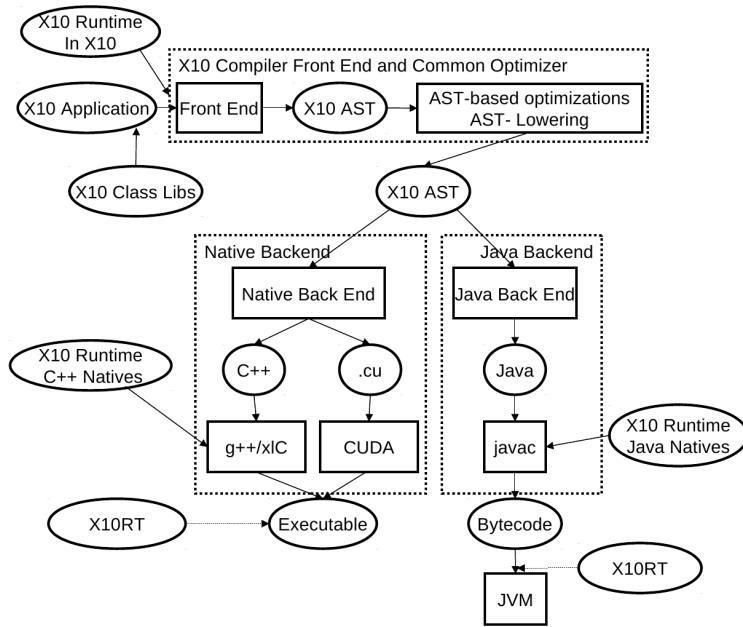 X10 Runtime
In X10
X10 Compiler Front End and Common Optimizer
X10 Application
Front End
X10 AST
AST-based optimizations
AST- Lowering
X10 Class Libs
X10 AST
Native Backend
Java Backend
Native Back End
Java Back End
X10 Runtime
C++ Natives
C++
.cu
Java
g++/xlC
CUDA
javac
X10 Runtime
Java Natives
X10RT
Executable
Bytecode
X10RT
JVM